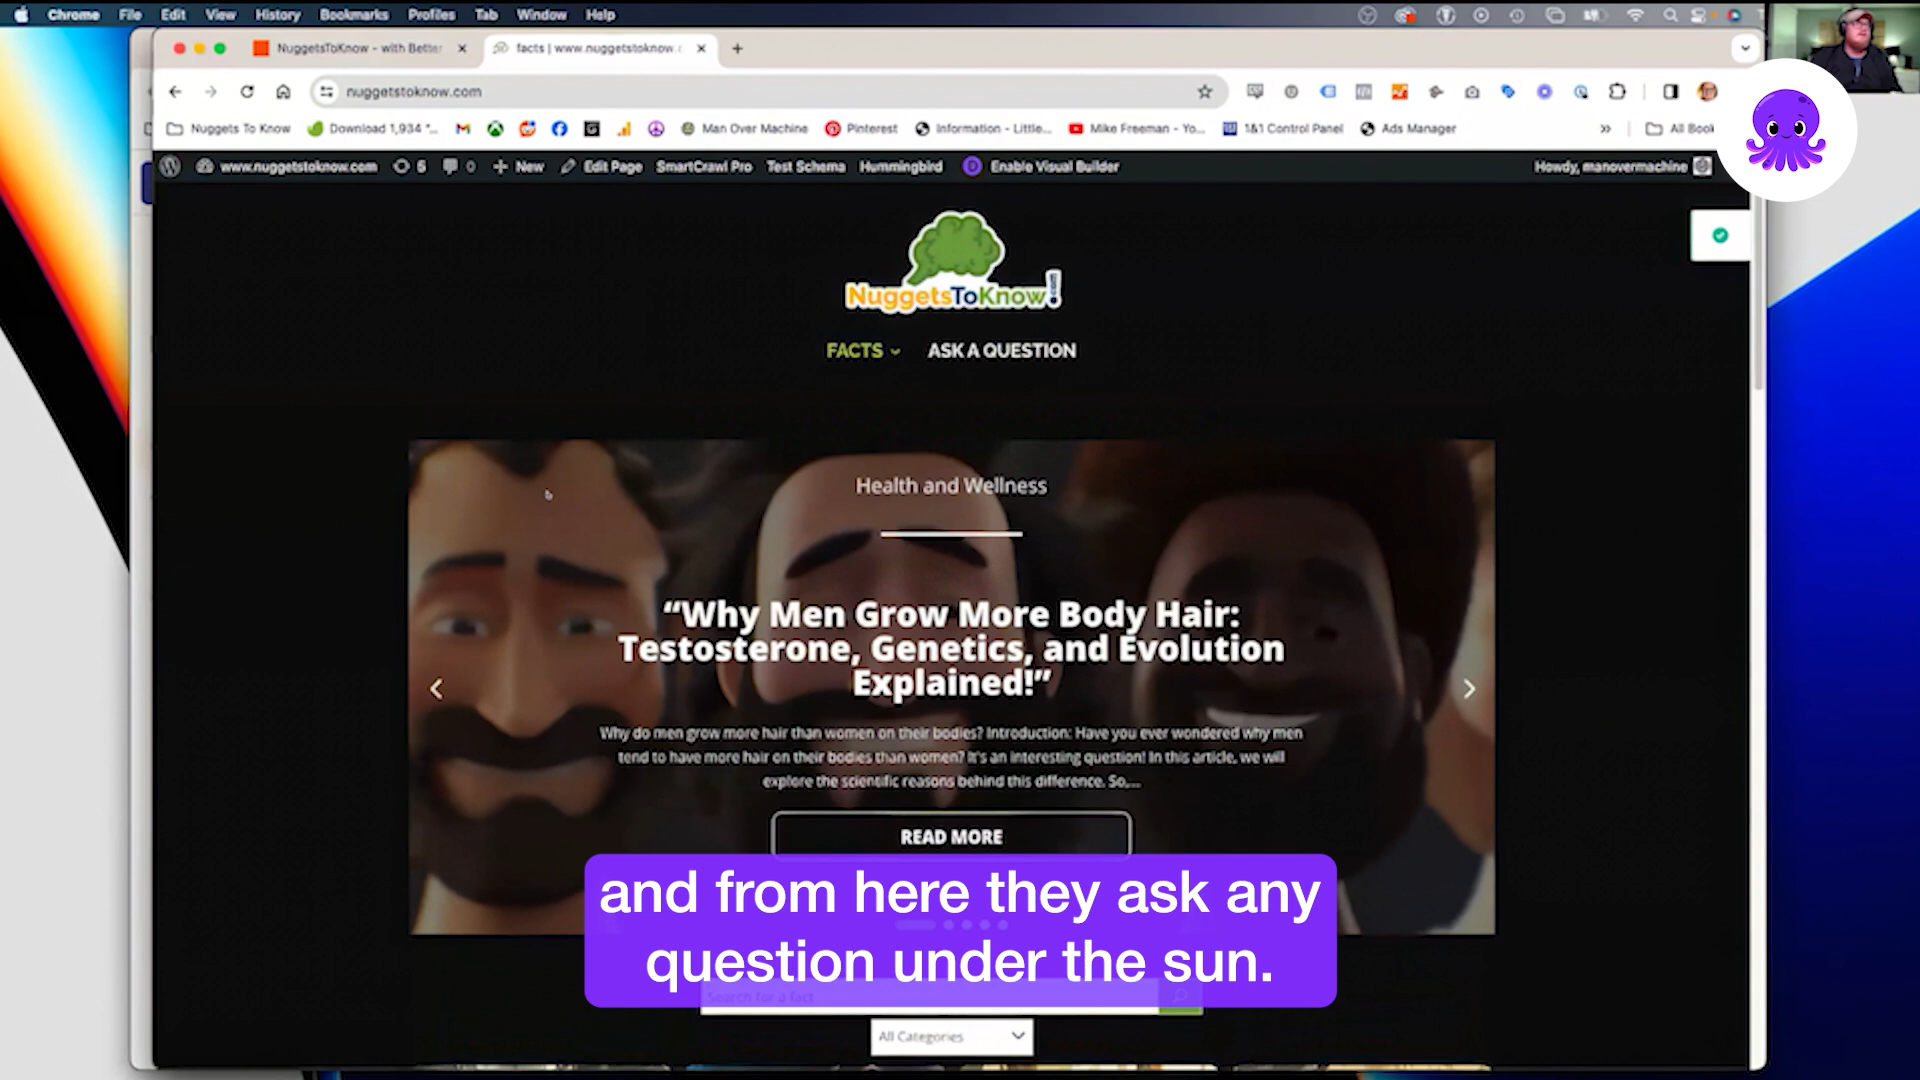 Chrome File Edit View History Bookmarks Profiles Tab Window Help
NuggetsToKnow - with Better
facts | www.nuggetstoknow.c
nuggetstoknow.com
Nuggets To Know Download 1,934 "... Man Over Machine Pinterest Information - Little... Mike Freeman - Yo... 1&1 Control Panel Ads Manager » All Book
www.nuggetstoknow.com 6 0 New Edit Page SmartCrawl Pro Test Schema Hummingbird D Enable Visual Builder Howdy, manovermachine
NuggetsToKnow!
.com
FACTS ASK A QUESTION
Health and Wellness
“Why Men Grow More Body Hair:
Testosterone, Genetics, and Evolution
Explained!”
Why do men grow more hair than women on their bodies? Introduction: Have you ever wondered why men
tend to have more hair on their bodies than women? It's an interesting question! In this article, we will
explore the scientific reasons behind this difference. So,...
READ MORE
and from here they ask any
question under the sun.
Search for a fact
All Categories